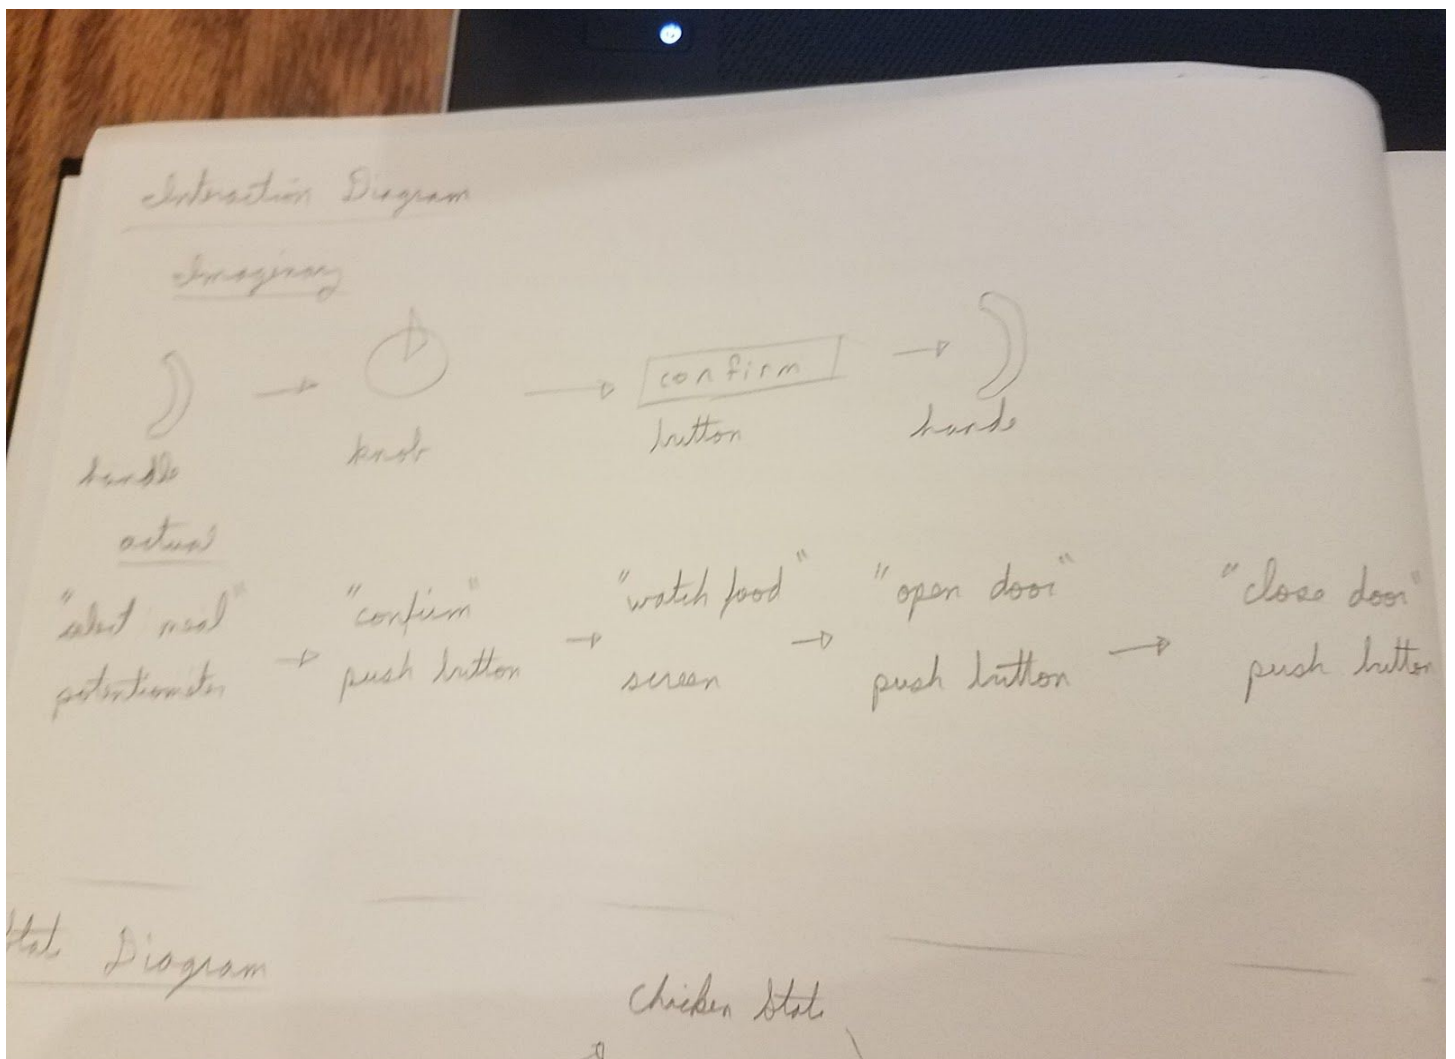 Interaction Diagram
Imaginary
confirm
handle knob button hande
actual
"select meal" "confirm" "watch food" "open door" "close door"
potentiometer push button screen push button push button
State Diagram
Chicken State